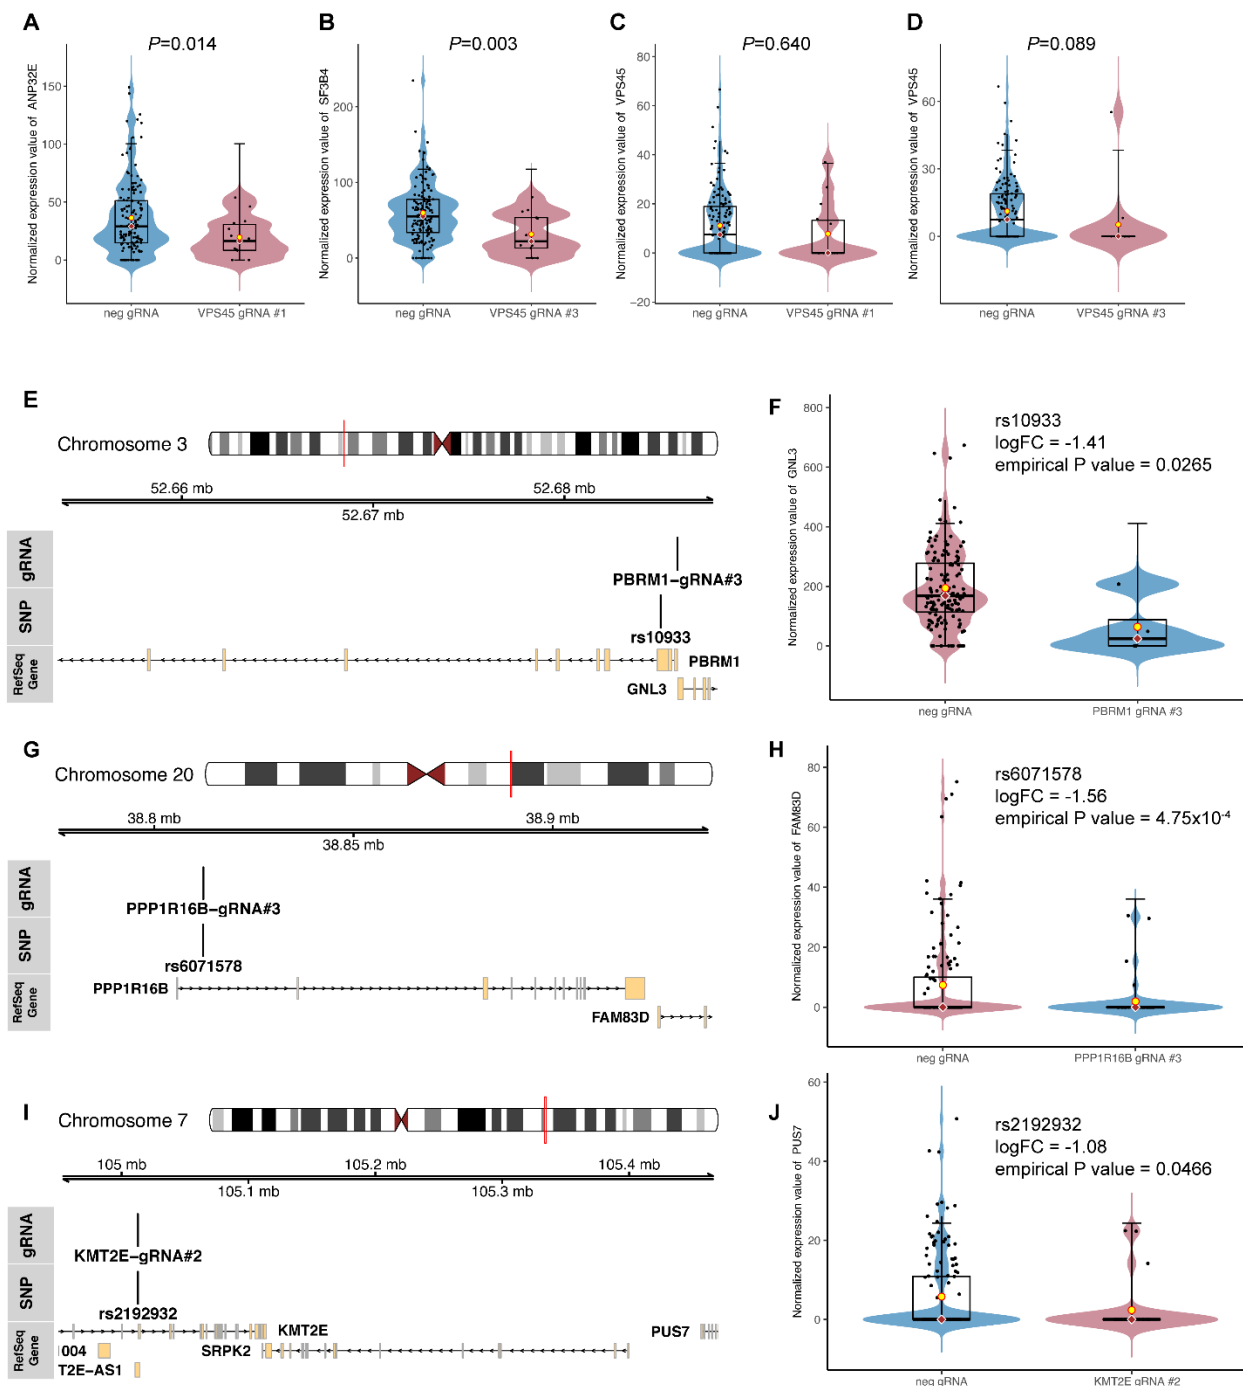 A
P=0.014
Normalized expression value of ANP32E
150
100
50
0
neg gRNA
VPS45 gRNA #1
B
P=0.003
Normalized expression value of SF3B4
200
100
0
neg gRNA
VPS45 gRNA #3
C
P=0.640
Normalized expression value of VPS45
80
60
40
20
0
−20
neg gRNA
VPS45 gRNA #1
D
P=0.089
Normalized expression value of VPS45
60
30
0
neg gRNA
VPS45 gRNA #3
E
Chromosome 3
52.66 mb
52.68 mb
52.67 mb
gRNA
PBRM1−gRNA#3
SNP
rs10933
RefSeq
Gene
PBRM1
GNL3
F
rs10933
logFC = -1.41
empirical P value = 0.0265
Normalized expression value of GNL3
800
600
400
200
0
neg gRNA
PBRM1 gRNA #3
G
Chromosome 20
38.8 mb
38.9 mb
38.85 mb
gRNA
PPP1R16B−gRNA#3
SNP
rs6071578
RefSeq
Gene
PPP1R16B
FAM83D
H
rs6071578
logFC = -1.56
empirical P value = 4.75x10-4
Normalized expression value of FAM83D
80
60
40
20
0
neg gRNA
PPP1R16B gRNA #3
I
Chromosome 7
105 mb
105.2 mb
105.4 mb
105.1 mb
105.3 mb
gRNA
KMT2E−gRNA#2
SNP
rs2192932
RefSeq
Gene
KMT2E
004
SRPK2
PUS7
T2E−AS1
J
rs2192932
logFC = -1.08
empirical P value = 0.0466
Normalized expression value of PUS7
60
40
20
0
neg gRNA
KMT2E gRNA #2